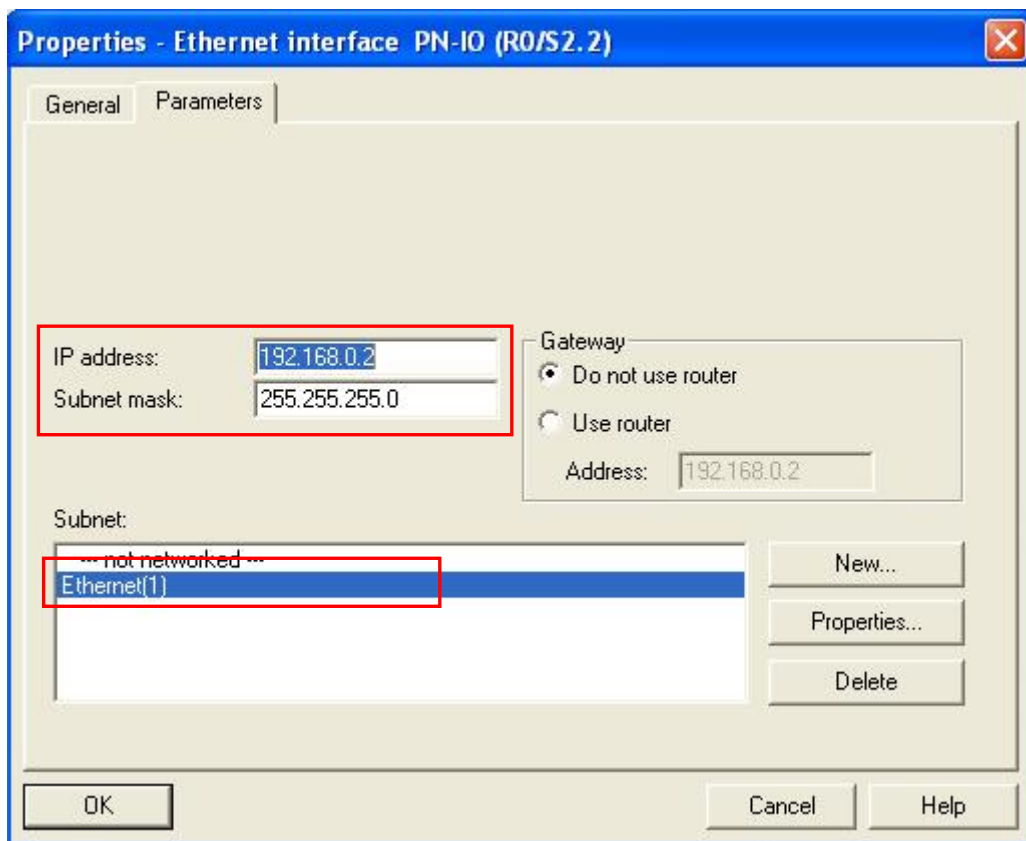 Properties - Ethernet interface PN-IO (R0/S2.2)
General
Parameters
IP address:
192.168.0.2
Subnet mask:
255.255.255.0
Gateway
Do not use router
Use router
Address:
192.168.0.2
Subnet:
--- not networked ---
Ethernet(1)
New...
Properties...
Delete
OK
Cancel
Help